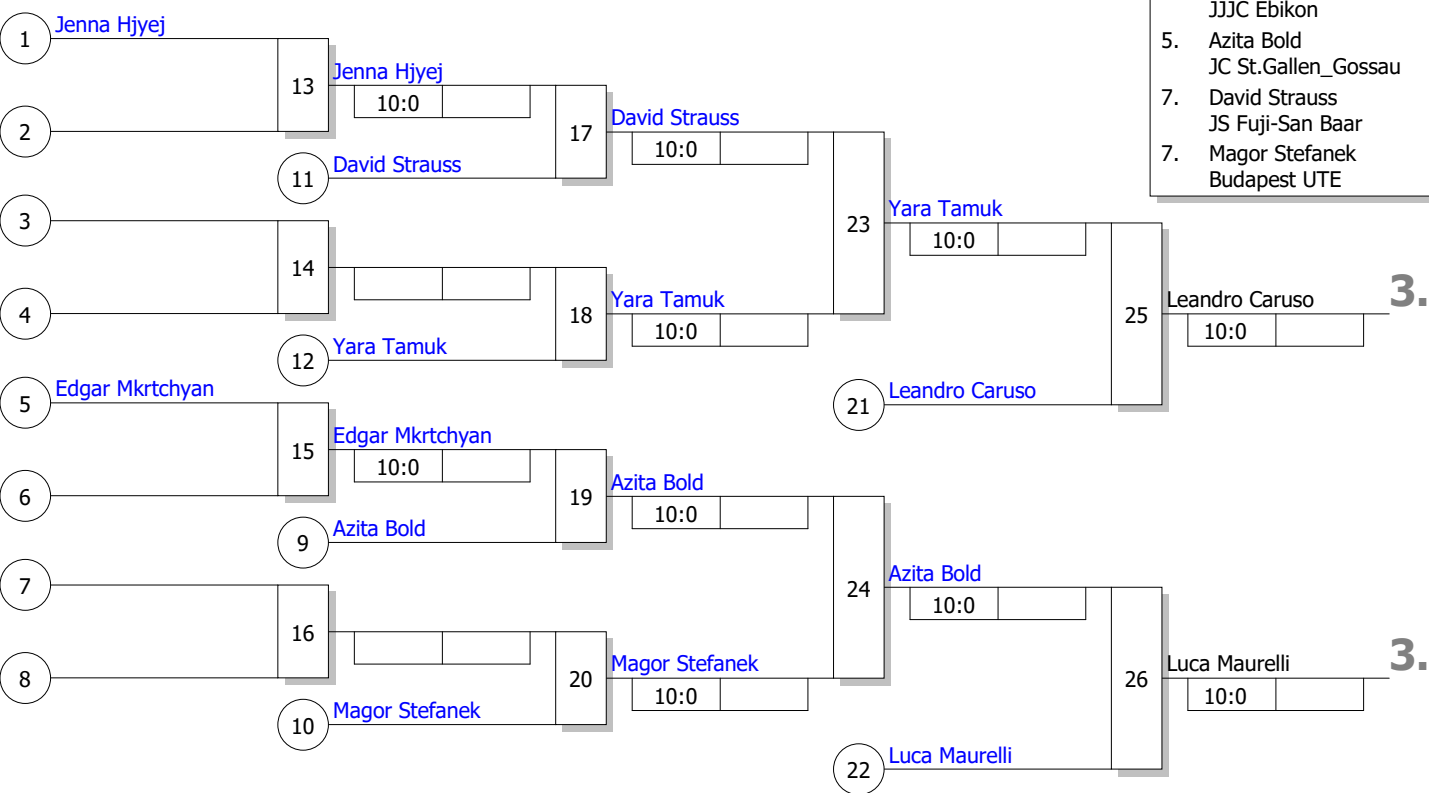 JJJC Ebikon
5. Azita Bold
JC St.Gallen_Gossau
7. David Strauss
JS Fuji-San Baar
7. Magor Stefanek
Budapest UTE
1 Jenna Hjyej
13 Jenna Hjyej
10:0
2
17 David Strauss
10:0
11 David Strauss
3
23 Yara Tamuk
10:0
14
4
18 Yara Tamuk
10:0
12 Yara Tamuk
25 Leandro Caruso 3.
10:0
5 Edgar Mkrtchyan
21 Leandro Caruso
15 Edgar Mkrtchyan
10:0
6
19 Azita Bold
10:0
9 Azita Bold
7
24 Azita Bold
10:0
16
8
20 Magor Stefanek
10:0
10 Magor Stefanek
26 Luca Maurelli 3.
10:0
22 Luca Maurelli